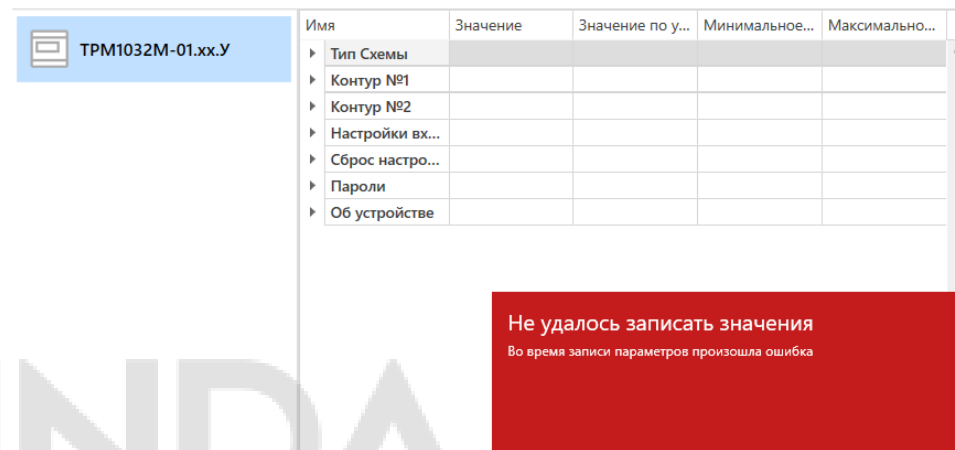 ТРМ1032М-01.хх.У
Имя Значение Значение по у... Минимальное... Максимально...
Тип Схемы
Контур №1
Контур №2
Настройки вх...
Сброс настро...
Пароли
Об устройстве
Не удалось записать значения
Во время записи параметров произошла ошибка